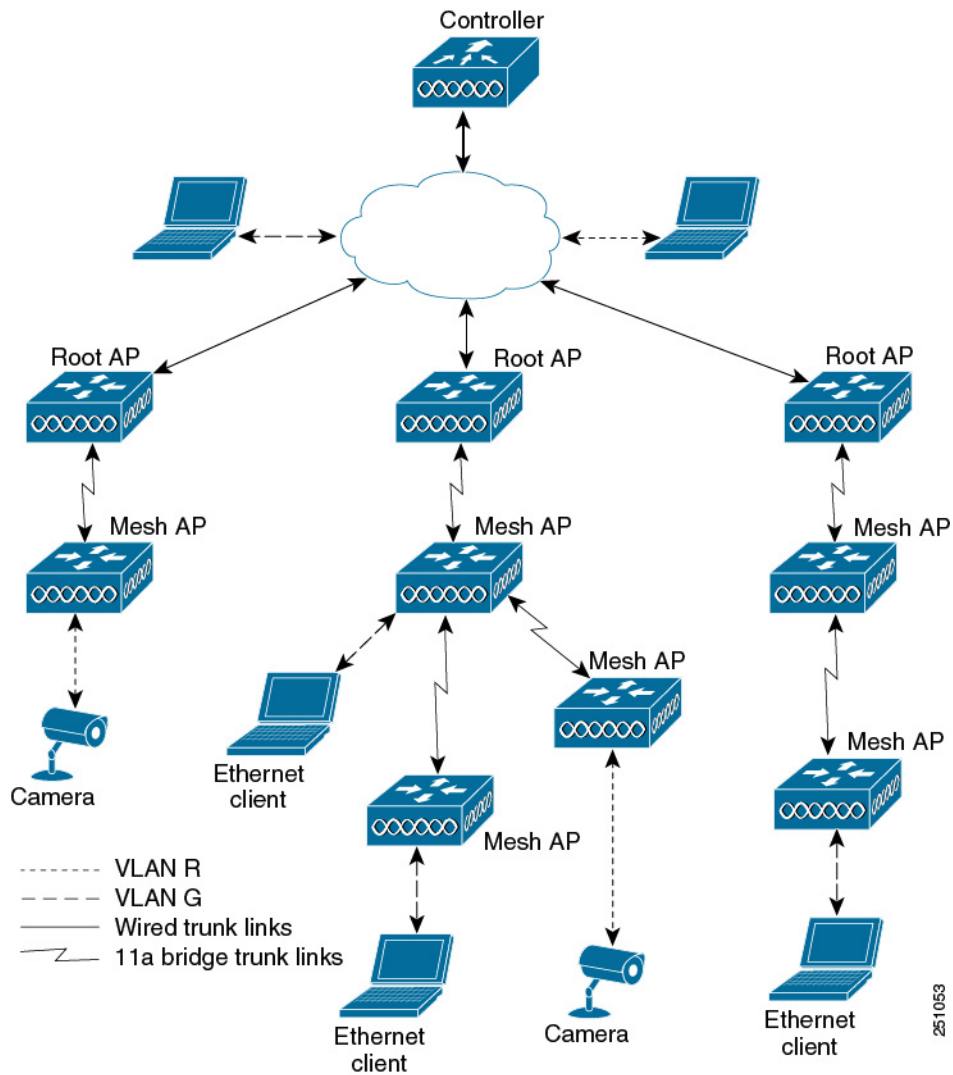 Controller
Root AP
Root AP
Root AP
Mesh AP
Mesh AP
Mesh AP
Mesh AP
Mesh AP
Camera
Ethernet
client
Mesh AP
VLAN R
VLAN G
Wired trunk links
11a bridge trunk links
Ethernet
client
Camera
Ethernet
client
251053